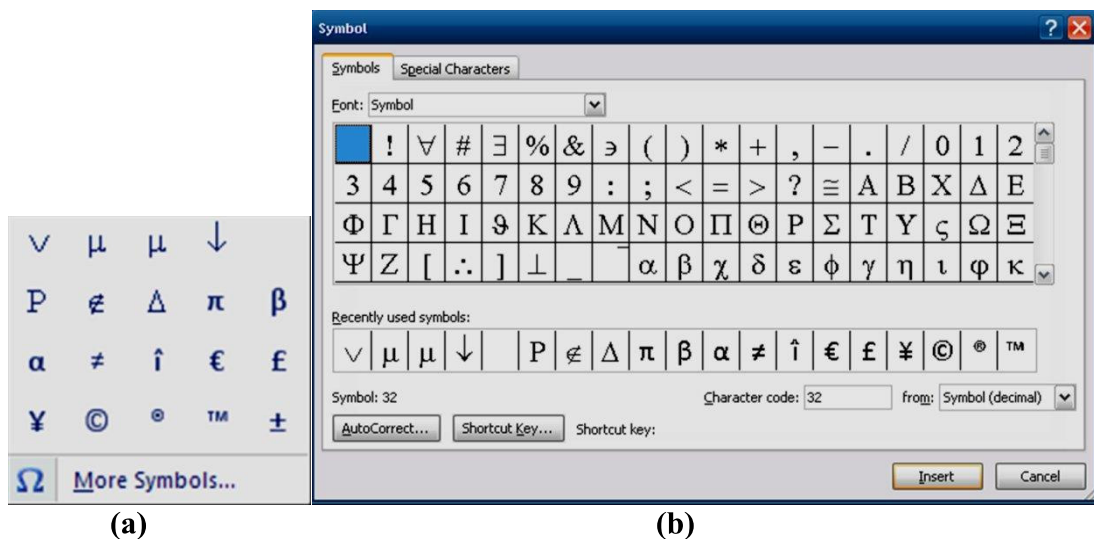 Symbol ?
Symbols Special Characters
Font: Symbol
! ∀ # ∃ % & ∍ ( ) ∗ + , − . / 0 1 2
3 4 5 6 7 8 9 : ; < = > ? ≅ Α Β Χ Δ Ε
Φ Γ Η Ι ϑ Κ Λ Μ Ν Ο Π Θ Ρ Σ Τ Υ ς Ω Ξ
Ψ Ζ [ ∴ ] ⊥ _ ‾ α β χ δ ε ϕ γ η ι φ κ
Recently used symbols:
∨ μ µ ↓ Ρ ∉ Δ π β α ≠ î € £ ¥ © ® ™
Symbol: 32 Character code: 32 from: Symbol (decimal)
AutoCorrect... Shortcut Key... Shortcut key:
Insert Cancel
∨ μ µ ↓
Ρ ∉ Δ π β
α ≠ î € £
¥ © ® ™ ±
Ω More Symbols...
(a) (b)